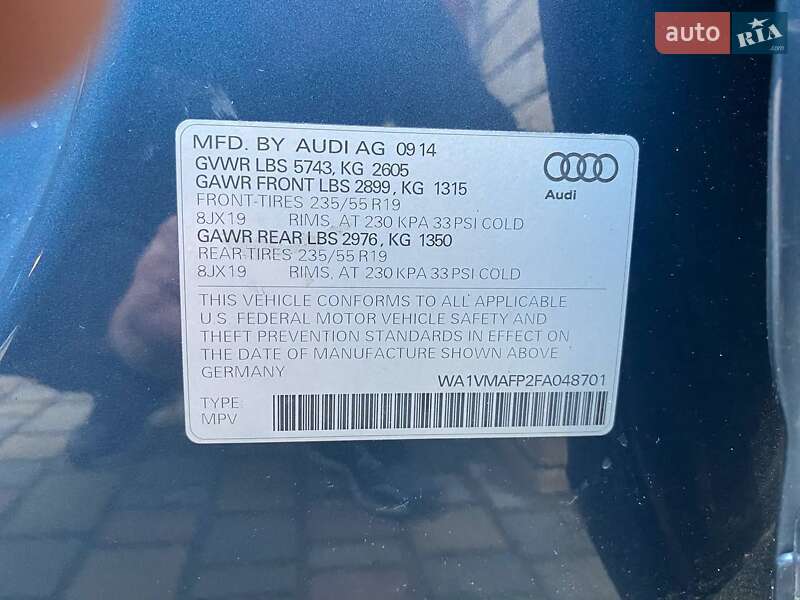 auto RIA.com
MFD. BY AUDI AG 09 14
GVWR LBS 5743, KG 2605
GAWR FRONT LBS 2899, KG 1315
FRONT-TIRES 235/55 R19
8JX19 RIMS, AT 230 KPA 33 PSI COLD
GAWR REAR LBS 2976, KG 1350
REAR-TIRES 235/55 R19
8JX19 RIMS, AT 230 KPA 33 PSI COLD
Audi
THIS VEHICLE CONFORMS TO ALL APPLICABLE
U.S. FEDERAL MOTOR VEHICLE SAFETY AND
THEFT PREVENTION STANDARDS IN EFFECT ON
THE DATE OF MANUFACTURE SHOWN ABOVE
GERMANY WA1VMAFP2FA048701
TYPE:
MPV